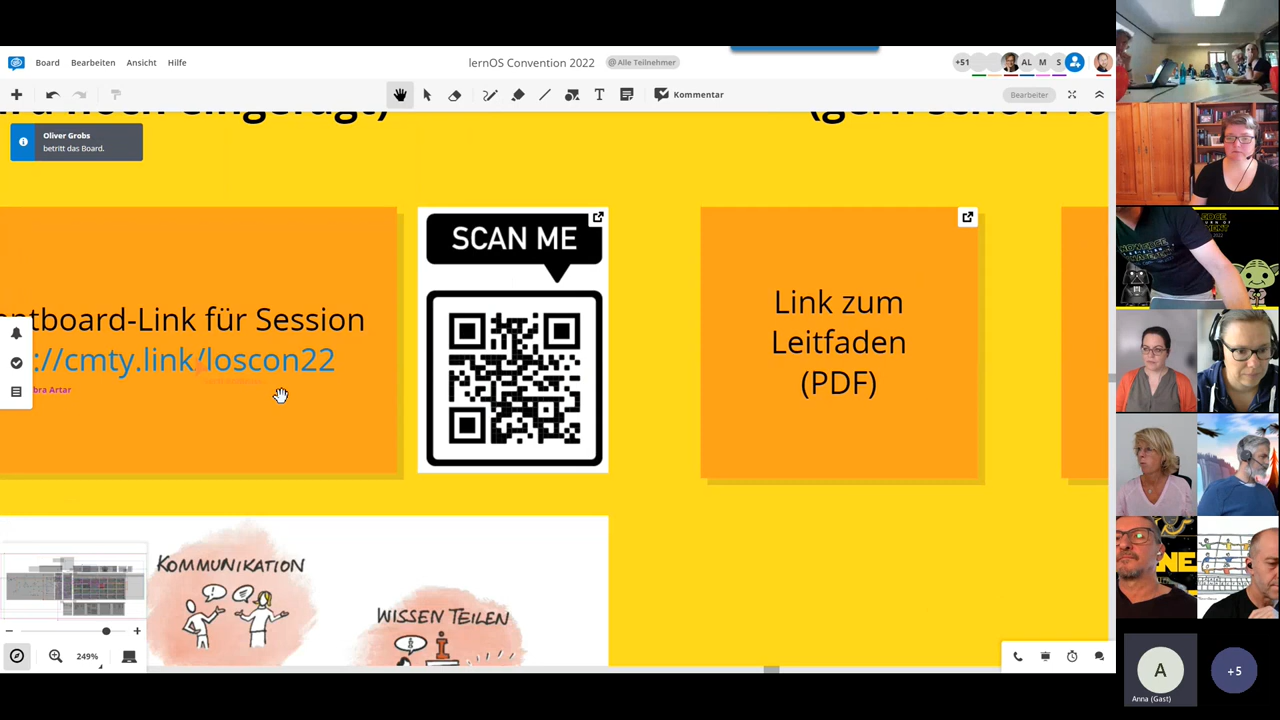 Board Bearbeiten Ansicht Hilfe
lernOS Convention 2022
@ Alle Teilnehmer
+51
AL M S
Kommentar
Bearbeiter
Oliver Grobs
betritt das Board.
SCAN ME
ntboard-Link für Session
://cmty.link/loscon22
bra Artar
Link zum
Leitfaden
(PDF)
KOMMUNIKATION
WISSEN TEILEN
249%
A
Anna (Gast)
+5